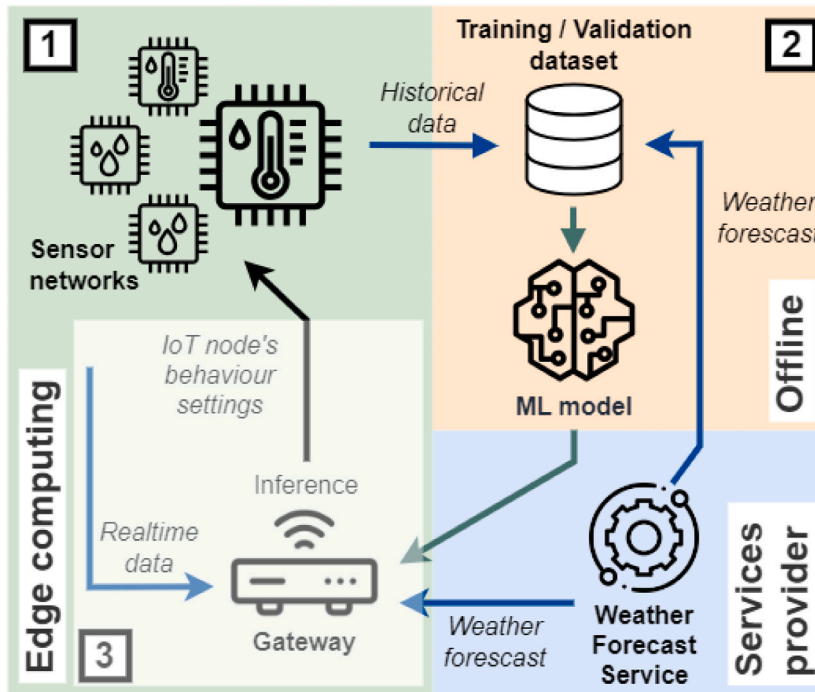 1
Training / Validation
dataset
2
Historical
data
Weather
forescast
Sensor
networks
Offline
IoT node's
behaviour
settings
ML model
Edge computing
Inference
Realtime
data
Gateway
3
Weather
forescast
Weather
Forecast
Service
Services
provider